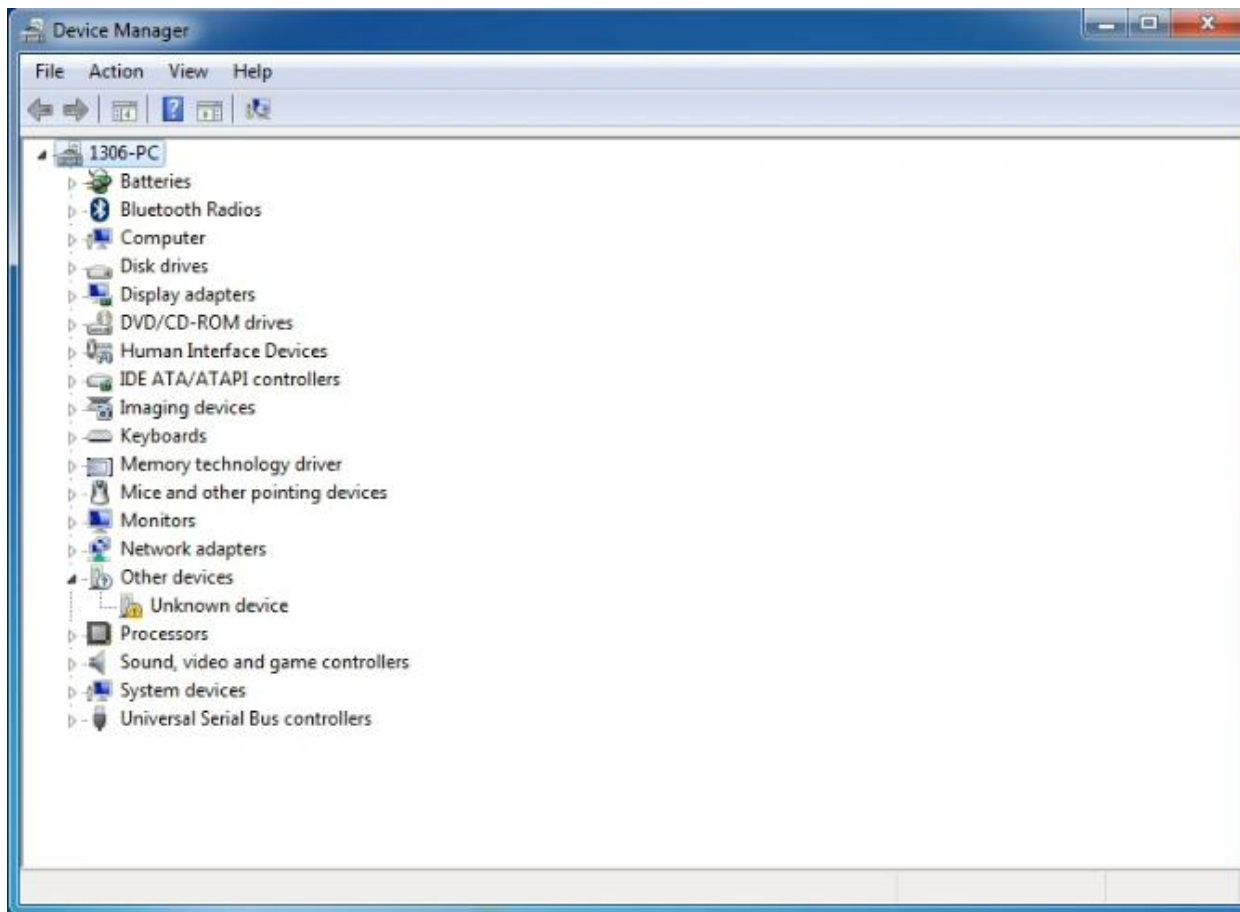 Device Manager
File Action View Help
1306-PC
Batteries
Bluetooth Radios
Computer
Disk drives
Display adapters
DVD/CD-ROM drives
Human Interface Devices
IDE ATA/ATAPI controllers
Imaging devices
Keyboards
Memory technology driver
Mice and other pointing devices
Monitors
Network adapters
Other devices
Unknown device
Processors
Sound, video and game controllers
System devices
Universal Serial Bus controllers